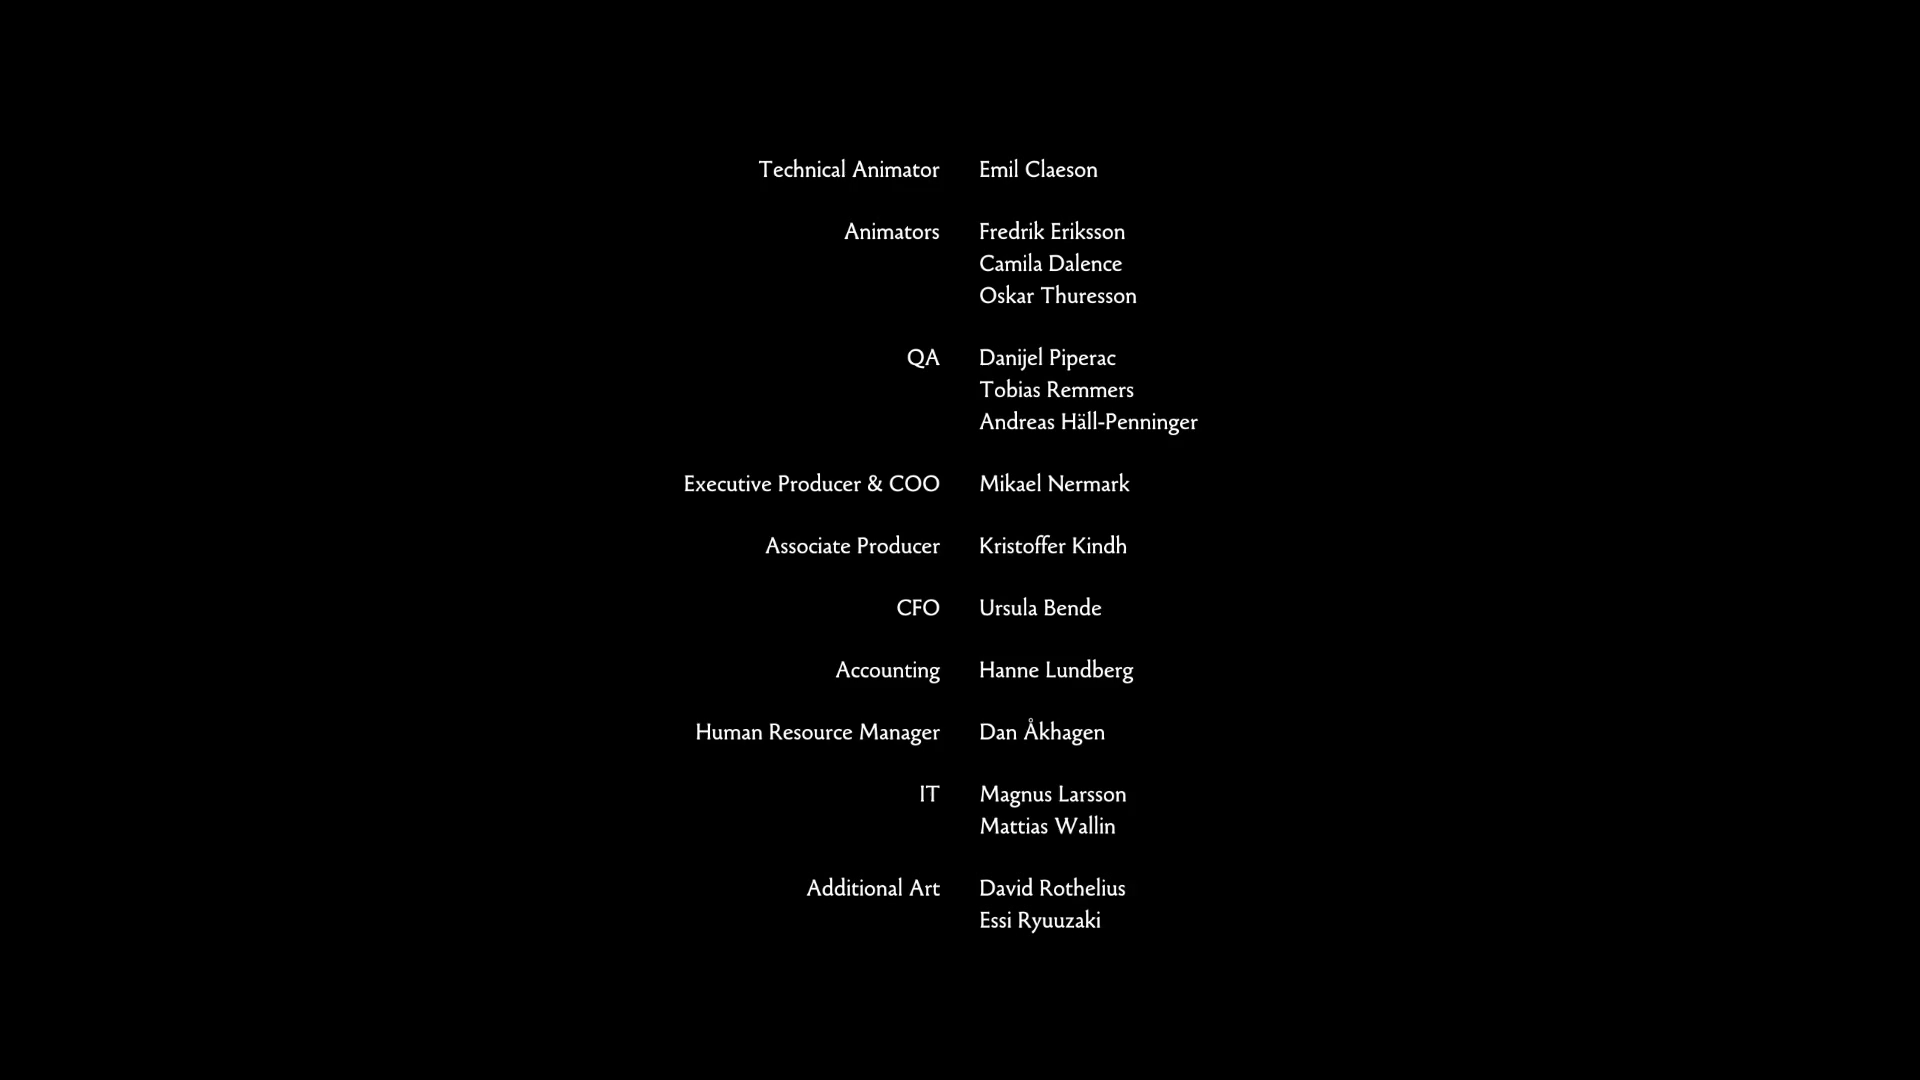 Technical Animator Emil Claeson
Animators Fredrik Eriksson
Camila Dalence
Oskar Thuresson
QA Danijel Piperac
Tobias Remmers
Andreas Häll-Penninger
Executive Producer & COO Mikael Nermark
Associate Producer Kristoffer Kindh
CFO Ursula Bende
Accounting Hanne Lundberg
Human Resource Manager Dan Åkhagen
IT Magnus Larsson
Mattias Wallin
Additional Art David Rothelius
Essi Ryuuzaki